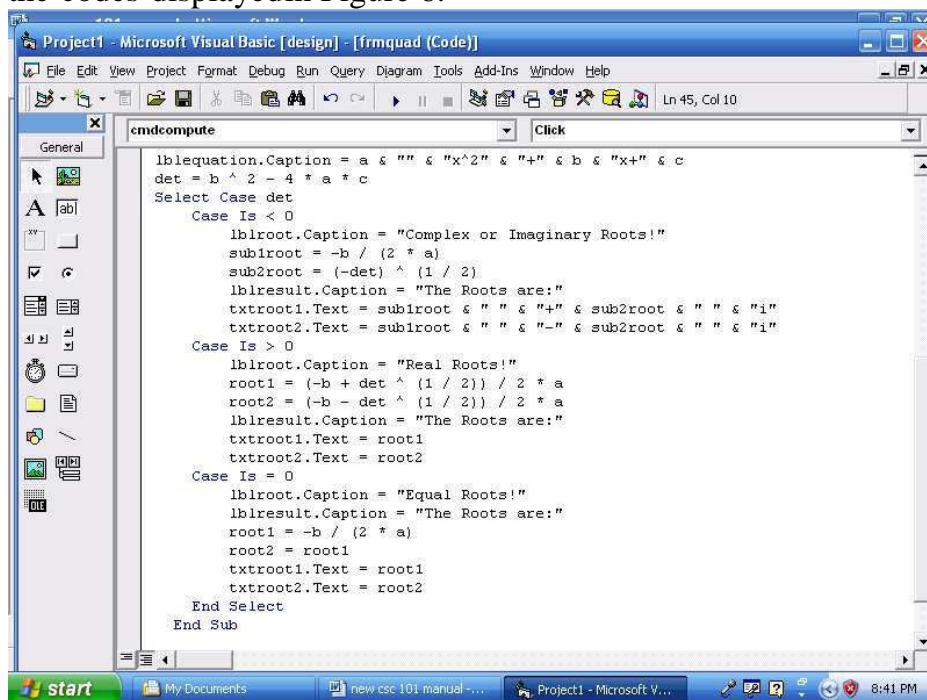 the codes displayedin Figure 8.
Project1 - Microsoft Visual Basic [design] - [frmquad (Code)]
File Edit View Project Format Debug Run Query Diagram Tools Add-Ins Window Help
Ln 45, Col 10
General
cmdcompute
Click
lblequation.Caption = a & "" & "x^2" & "+" & b & "x+" & c
det = b ^ 2 - 4 * a * c
Select Case det
Case Is < 0
lblroot.Caption = "Complex or Imaginary Roots!"
sub1root = -b / (2 * a)
sub2root = (-det) ^ (1 / 2)
lblresult.Caption = "The Roots are:"
txtroot1.Text = sub1root & " " & "+" & sub2root & " " & "i"
txtroot2.Text = sub1root & " " & "-" & sub2root & " " & "i"
Case Is > 0
lblroot.Caption = "Real Roots!"
root1 = (-b + det ^ (1 / 2)) / 2 * a
root2 = (-b - det ^ (1 / 2)) / 2 * a
lblresult.Caption = "The Roots are:"
txtroot1.Text = root1
txtroot2.Text = root2
Case Is = 0
lblroot.Caption = "Equal Roots!"
lblresult.Caption = "The Roots are:"
root1 = -b / (2 * a)
root2 = root1
txtroot1.Text = root1
txtroot2.Text = root2
End Select
End Sub
A
ab
xy
OLE
start
My Documents
new csc 101 manual -...
Project1 - Microsoft V...
8:41 PM